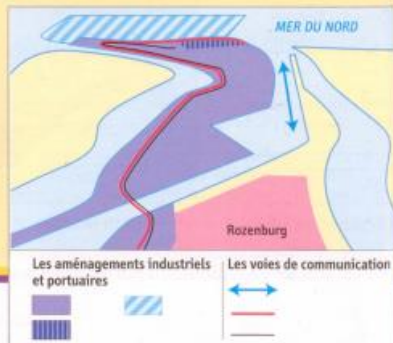 MER DU NORD
Rozenburg
Les aménagements industriels
et portuaires
Les voies de communication